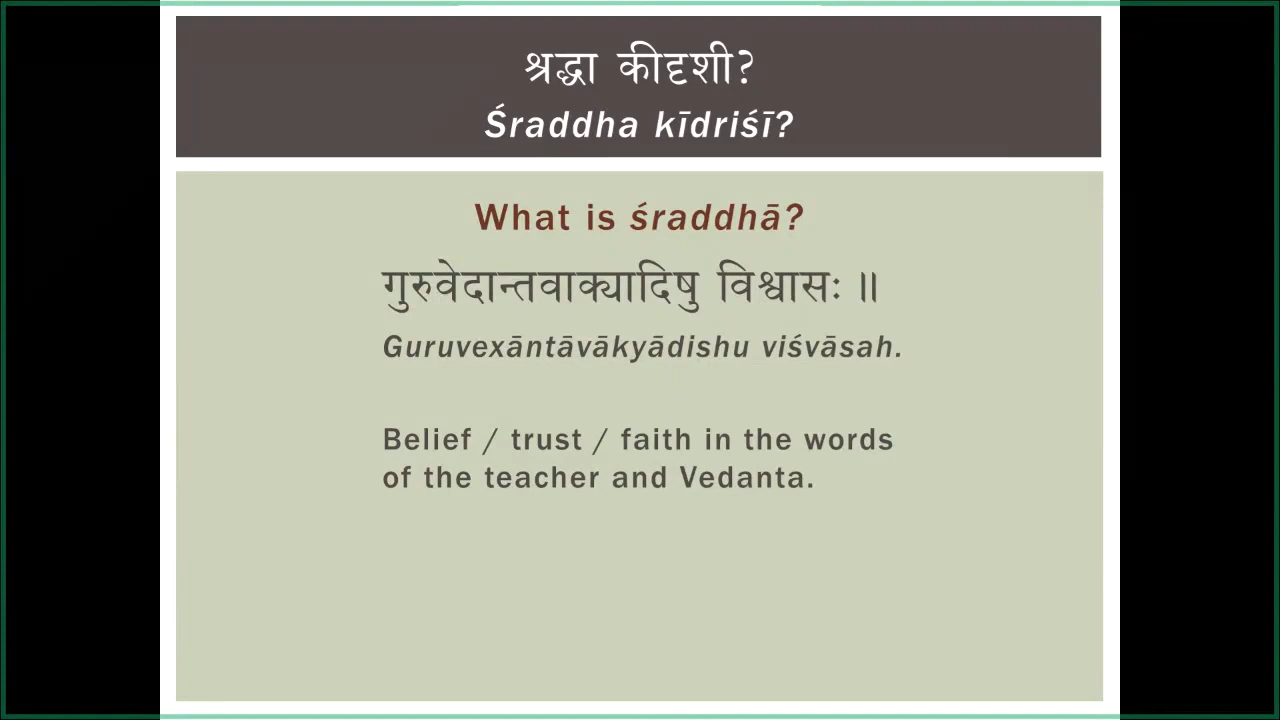 श्रद्धा कीदृशी?
Śraddha kīdriśī?
What is śraddhā?
गुरुवेदान्तवाक्यादिषु विश्वासः ॥
Guruvexāntāvākyādishu viśvāsah.
Belief / trust / faith in the words
of the teacher and Vedanta.